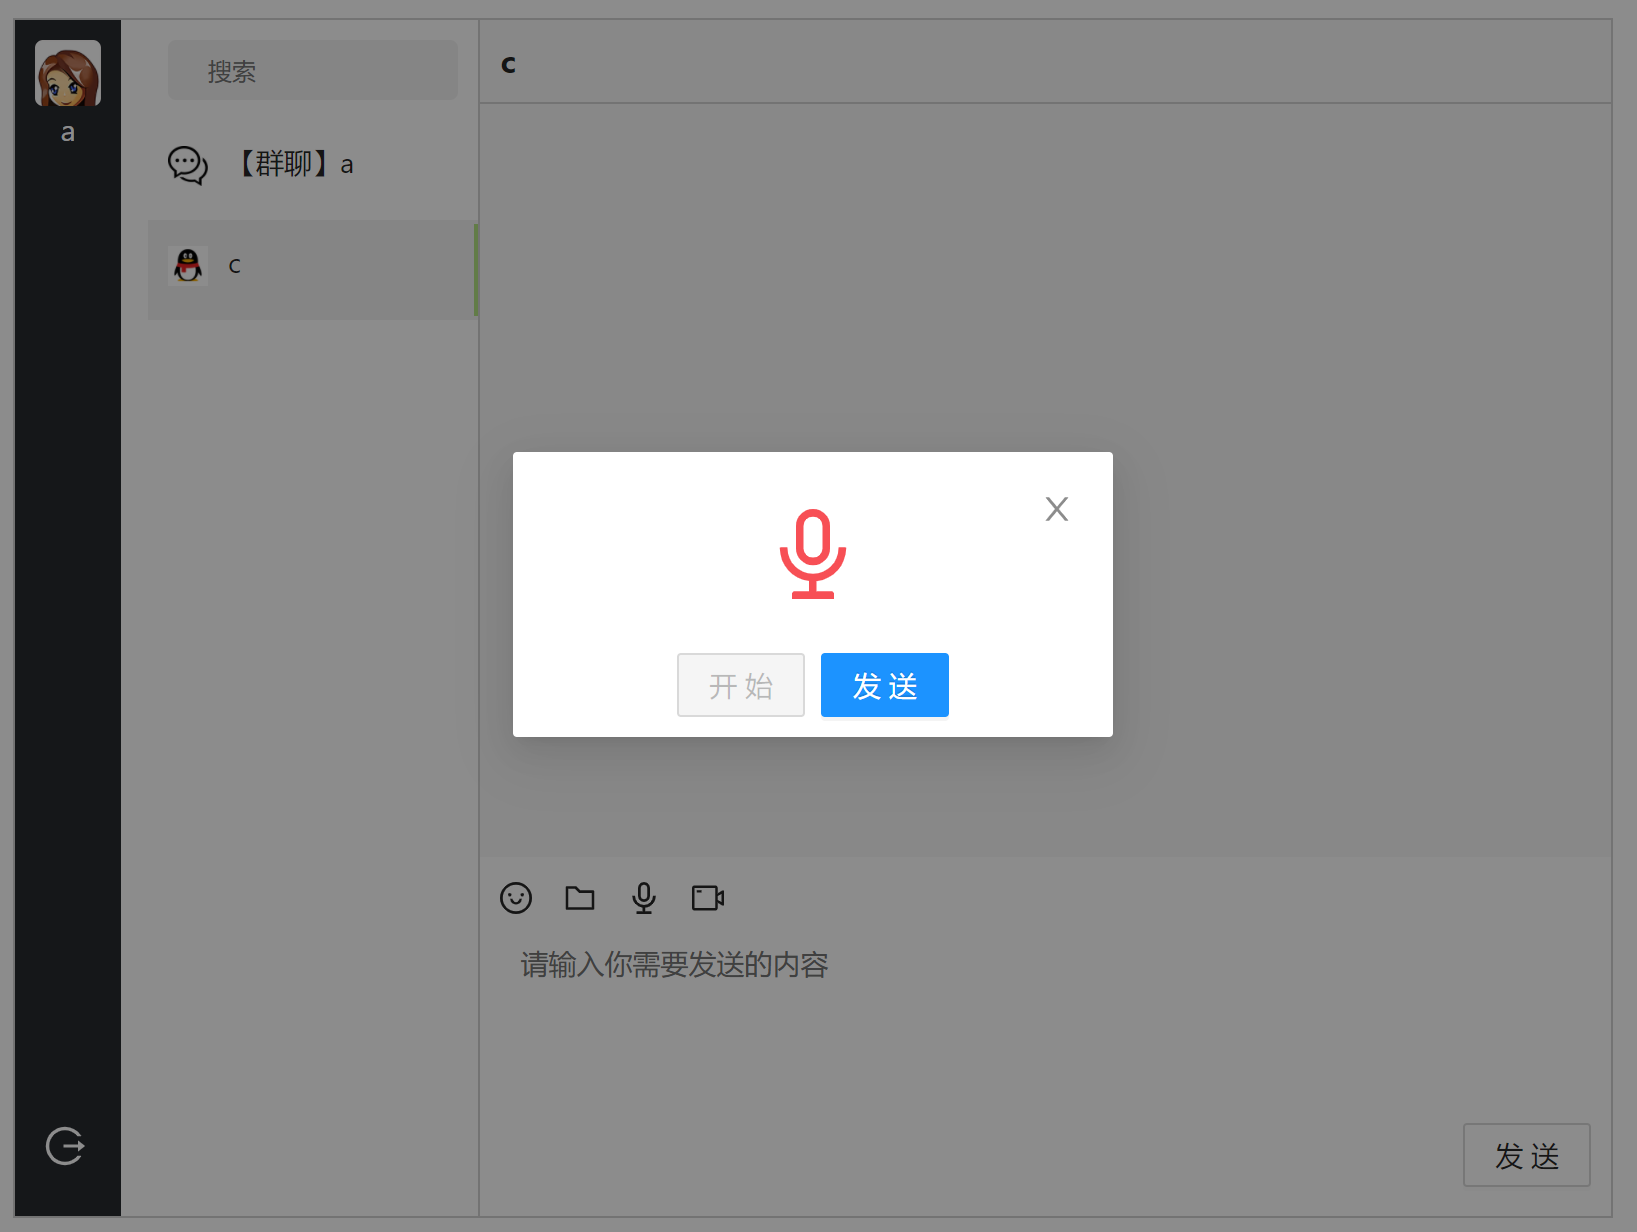 a
搜索
【群聊】a
c
c
开 始
发 送
请输入你需要发送的内容
发 送